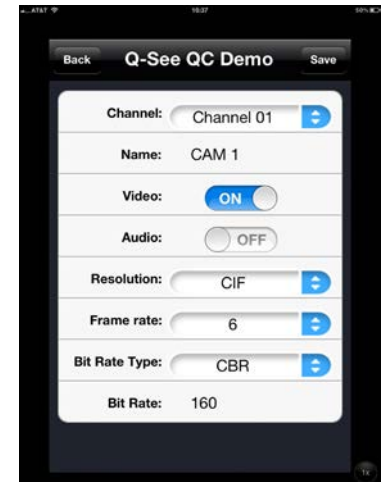 AT&T 10:37 50%
Back Q-See QC Demo Save
Channel: Channel 01
Name: CAM 1
Video: ON
Audio: OFF
Resolution: CIF
Frame rate: 6
Bit Rate Type: CBR
Bit Rate: 160
1x